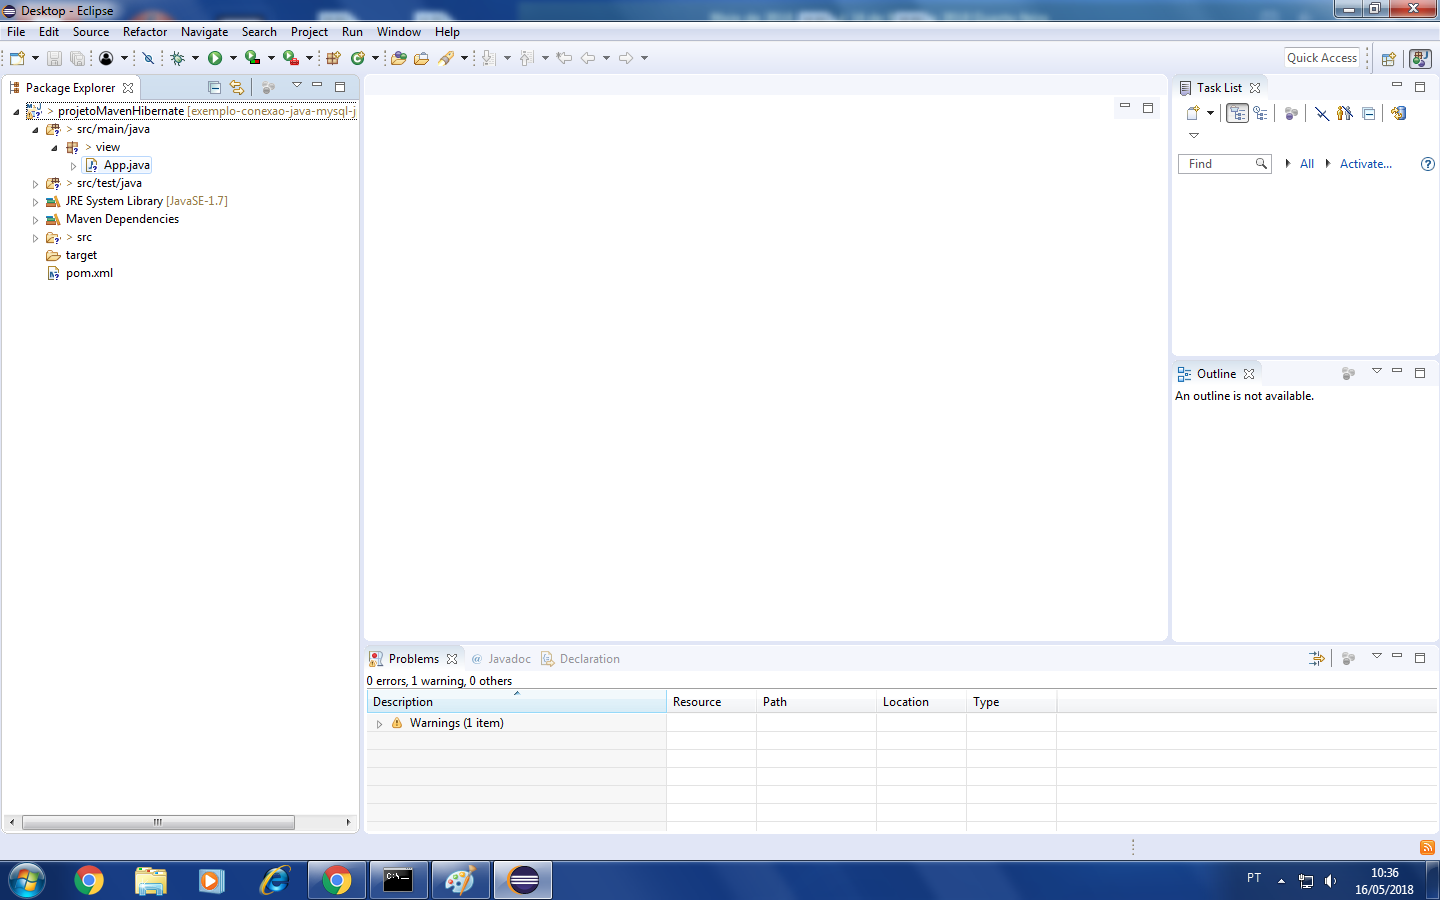 Desktop - Eclipse
File Edit Source Refactor Navigate Search Project Run Window Help
Quick Access
Package Explorer
> projetoMavenHibernate [exemplo-conexao-java-mysql-j
> src/main/java
> view
App.java
> src/test/java
JRE System Library [JavaSE-1.7]
Maven Dependencies
> src
target
pom.xml
Task List
Find All Activate...
Outline
An outline is not available.
Problems @ Javadoc Declaration
0 errors, 1 warning, 0 others
Description Resource Path Location Type
Warnings (1 item)
PT
10:36
16/05/2018